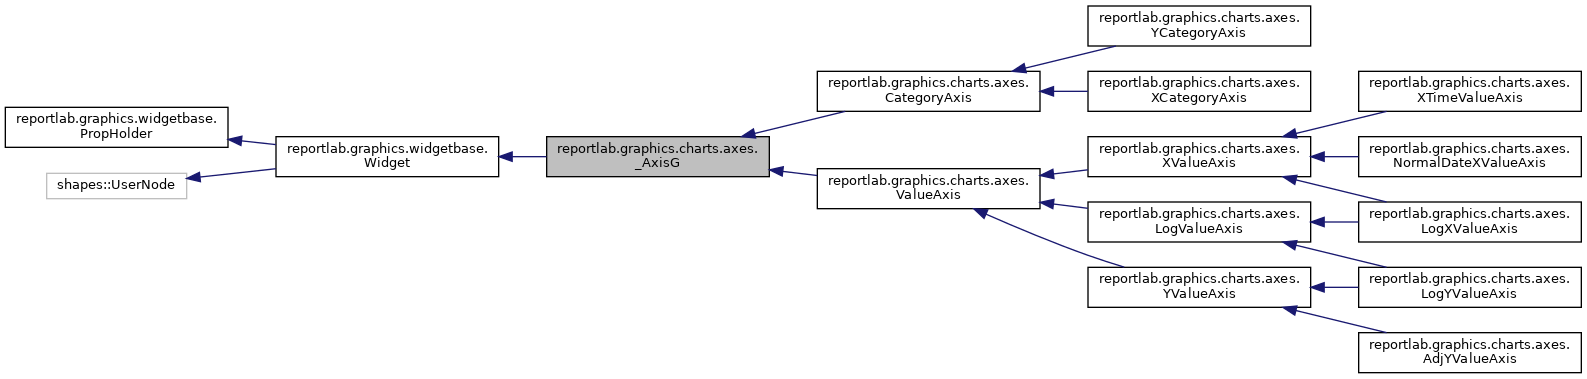 reportlab.graphics.widgetbase.
PropHolder
shapes::UserNode
reportlab.graphics.widgetbase.
Widget
reportlab.graphics.charts.axes.
_AxisG
reportlab.graphics.charts.axes.
CategoryAxis
reportlab.graphics.charts.axes.
ValueAxis
reportlab.graphics.charts.axes.
YCategoryAxis
reportlab.graphics.charts.axes.
XCategoryAxis
reportlab.graphics.charts.axes.
XValueAxis
reportlab.graphics.charts.axes.
LogValueAxis
reportlab.graphics.charts.axes.
YValueAxis
reportlab.graphics.charts.axes.
XTimeValueAxis
reportlab.graphics.charts.axes.
NormalDateXValueAxis
reportlab.graphics.charts.axes.
LogXValueAxis
reportlab.graphics.charts.axes.
LogYValueAxis
reportlab.graphics.charts.axes.
AdjYValueAxis